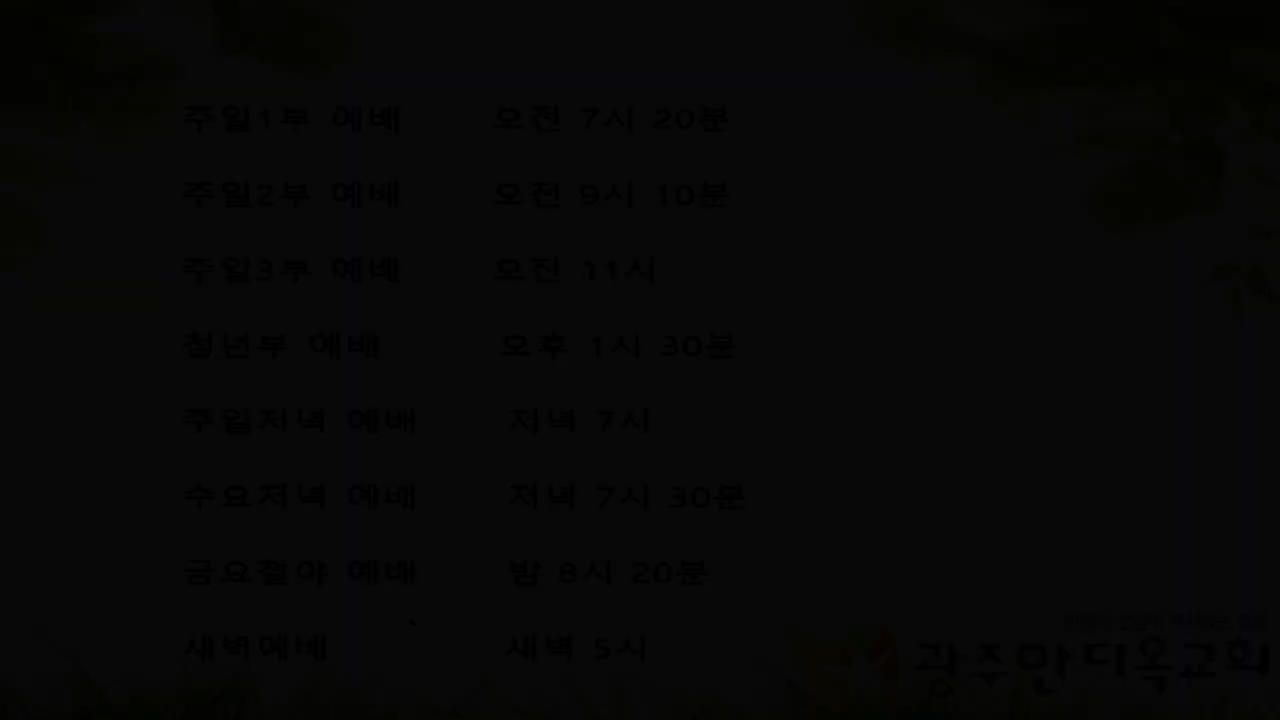 주일1부 예배 오전 7시 20분
주일2부 예배 오전 9시 10분
주일3부 예배 오전 11시
청년부 예배 오후 1시 30분
주일저녁 예배 저녁 7시
수요저녁 예배 저녁 7시 30분
금요철야 예배 밤 8시 20분
새벽예배 새벽 5시
광주만디옥교회